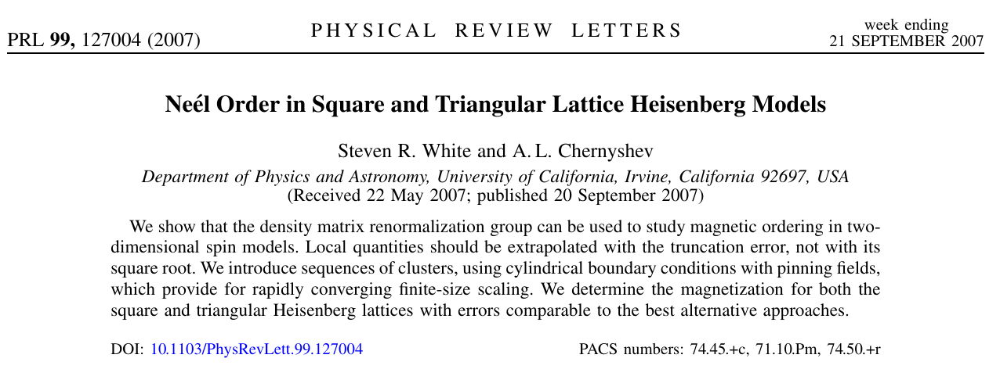 PRL 99, 127004 (2007)
PHYSICAL REVIEW LETTERS
week ending
21 SEPTEMBER 2007
Neél Order in Square and Triangular Lattice Heisenberg Models
Steven R. White and A. L. Chernyshev
Department of Physics and Astronomy, University of California, Irvine, California 92697, USA
(Received 22 May 2007; published 20 September 2007)
We show that the density matrix renormalization group can be used to study magnetic ordering in two-
dimensional spin models. Local quantities should be extrapolated with the truncation error, not with its
square root. We introduce sequences of clusters, using cylindrical boundary conditions with pinning fields,
which provide for rapidly converging finite-size scaling. We determine the magnetization for both the
square and triangular Heisenberg lattices with errors comparable to the best alternative approaches.
DOI: 10.1103/PhysRevLett.99.127004 PACS numbers: 74.45.+c, 71.10.Pm, 74.50.+r